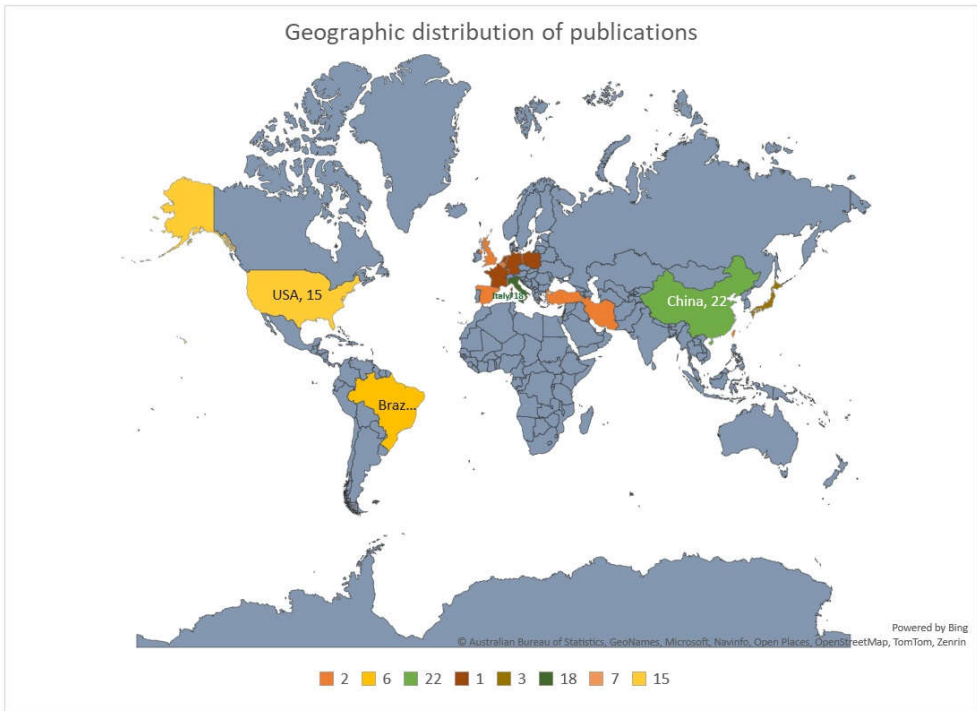 Geographic distribution of publications
USA, 15
Italy, 18
China, 22
Braz...
Powered by Bing
© Australian Bureau of Statistics, GeoNames, Microsoft, Navinfo, Open Places, OpenStreetMap, TomTom, Zenrin
2 6 22 1 3 18 7 15